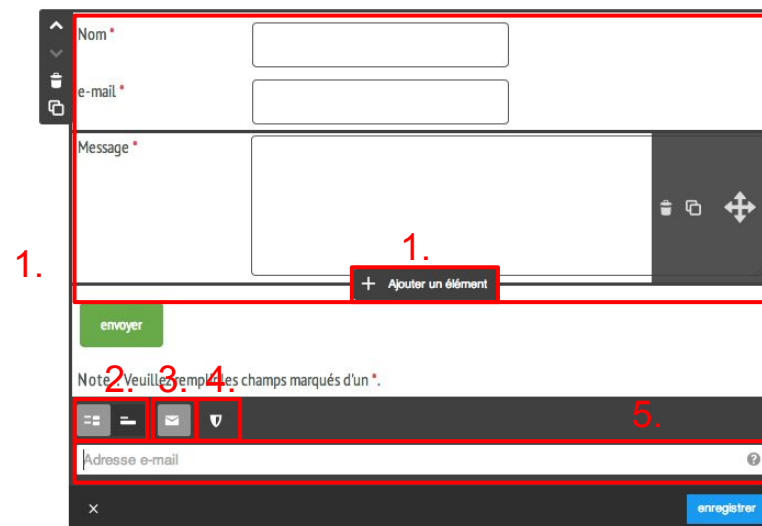 Nom *
e-mail *
Message *
1.
1.
+ Ajouter un élément
envoyer
Note : Veuillez remplir les champs marqués d'un *.
2. 3. 4.
5.
Adresse e-mail
?
×
enregistrer